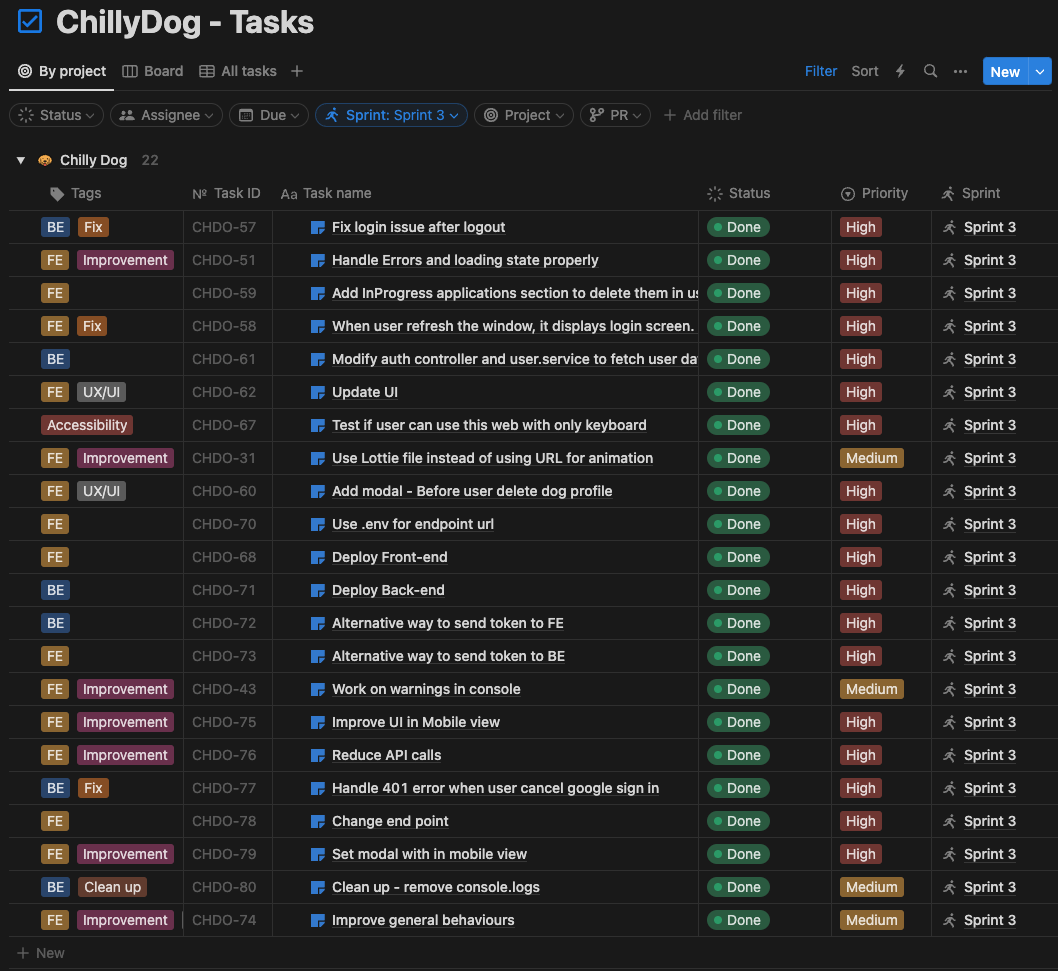 ChillyDog - Tasks
By project Board All tasks
Filter Sort New
Status Assignee Due Sprint: Sprint 3 Project PR Add filter
Chilly Dog 22
Tags Nº Task ID Aa Task name Status Priority Sprint
BE Fix CHDO-57 Fix login issue after logout Done High Sprint 3
FE Improvement CHDO-51 Handle Errors and loading state properly Done High Sprint 3
FE CHDO-59 Add InProgress applications section to delete them in us Done High Sprint 3
FE Fix CHDO-58 When user refresh the window, it displays login screen. Done High Sprint 3
BE CHDO-61 Modify auth controller and user.service to fetch user da Done High Sprint 3
FE UX/UI CHDO-62 Update UI Done High Sprint 3
Accessibility CHDO-67 Test if user can use this web with only keyboard Done High Sprint 3
FE Improvement CHDO-31 Use Lottie file instead of using URL for animation Done Medium Sprint 3
FE UX/UI CHDO-60 Add modal - Before user delete dog profile Done High Sprint 3
FE CHDO-70 Use .env for endpoint url Done High Sprint 3
FE CHDO-68 Deploy Front-end Done High Sprint 3
BE CHDO-71 Deploy Back-end Done High Sprint 3
BE CHDO-72 Alternative way to send token to FE Done High Sprint 3
FE CHDO-73 Alternative way to send token to BE Done High Sprint 3
FE Improvement CHDO-43 Work on warnings in console Done Medium Sprint 3
FE Improvement CHDO-75 Improve UI in Mobile view Done High Sprint 3
FE Improvement CHDO-76 Reduce API calls Done High Sprint 3
BE Fix CHDO-77 Handle 401 error when user cancel google sign in Done High Sprint 3
FE CHDO-78 Change end point Done High Sprint 3
FE Improvement CHDO-79 Set modal with in mobile view Done High Sprint 3
BE Clean up CHDO-80 Clean up - remove console.logs Done Medium Sprint 3
FE Improvement CHDO-74 Improve general behaviours Done Medium Sprint 3
New